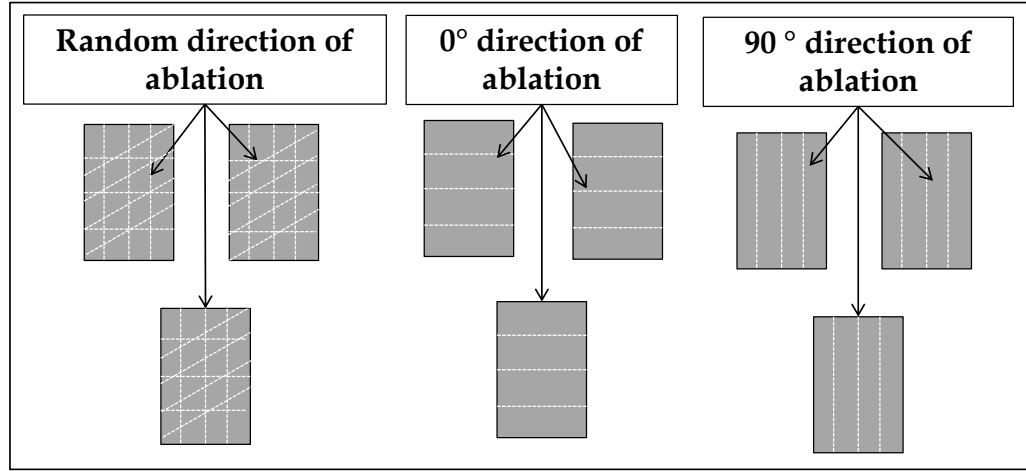 Random direction of
ablation
0° direction of
ablation
90 ° direction of
ablation